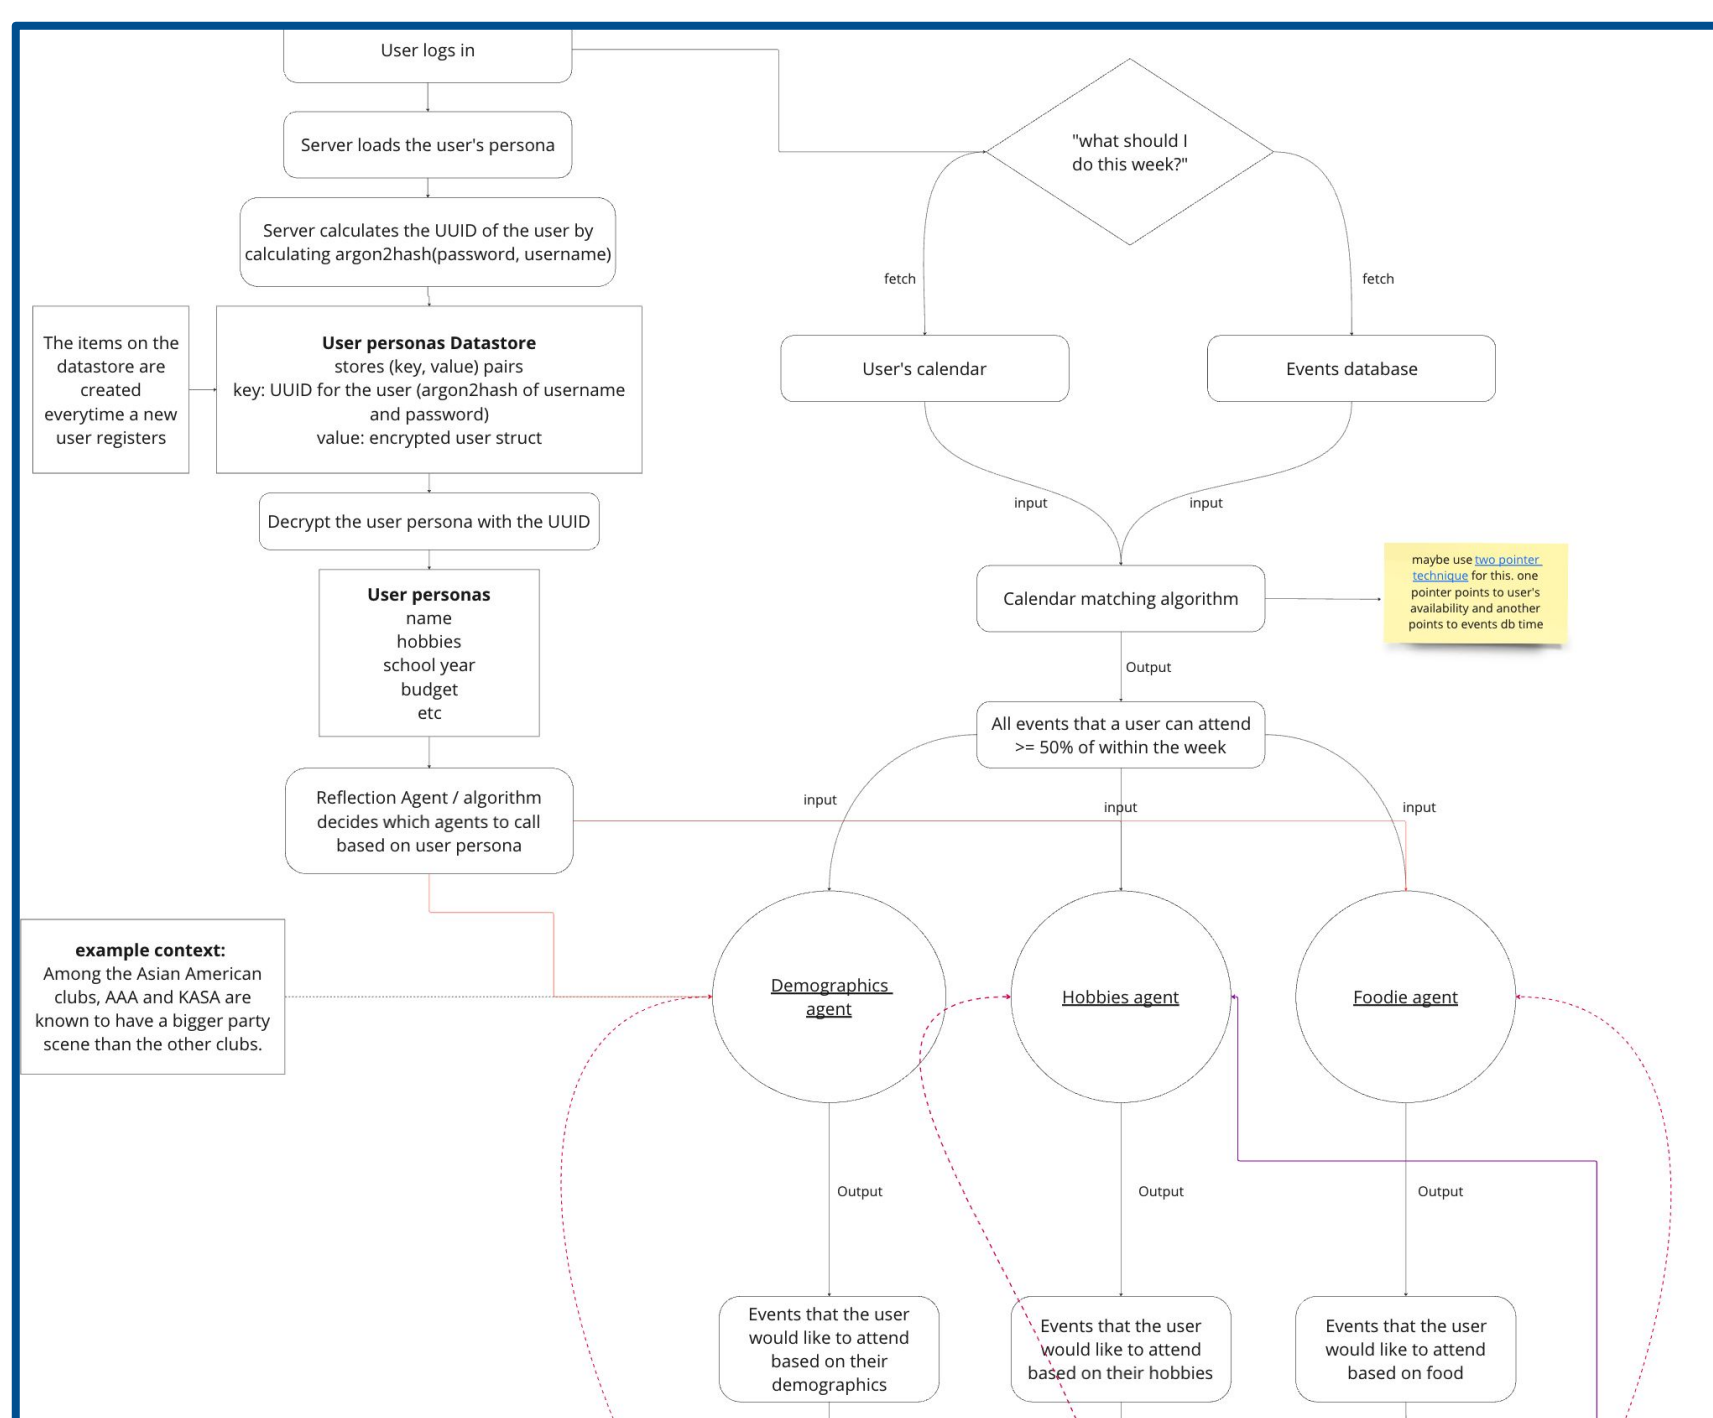 User logs in
Server loads the user's persona
Server calculates the UUID of the user by
calculating argon2hash(password, username)
The items on the
datastore are
created
everytime a new
user registers
User personas Datastore
stores (key, value) pairs
key: UUID for the user (argon2hash of username
and password)
value: encrypted user struct
Decrypt the user persona with the UUID
User personas
name
hobbies
school year
budget
etc
Reflection Agent / algorithm
decides which agents to call
based on user persona
example context:
Among the Asian American
clubs, AAA and KASA are
known to have a bigger party
scene than the other clubs.
"what should I
do this week?"
fetch
fetch
User's calendar
Events database
input
input
Calendar matching algorithm
maybe use two pointer
technique for this. one
pointer points to user's
availability and another
points to events db time
Output
All events that a user can attend
>= 50% of within the week
input
input
input
Demographics
agent
Hobbies agent
Foodie agent
Output
Output
Output
Events that the user
would like to attend
based on their
demographics
Events that the user
would like to attend
based on their hobbies
Events that the user
would like to attend
based on food